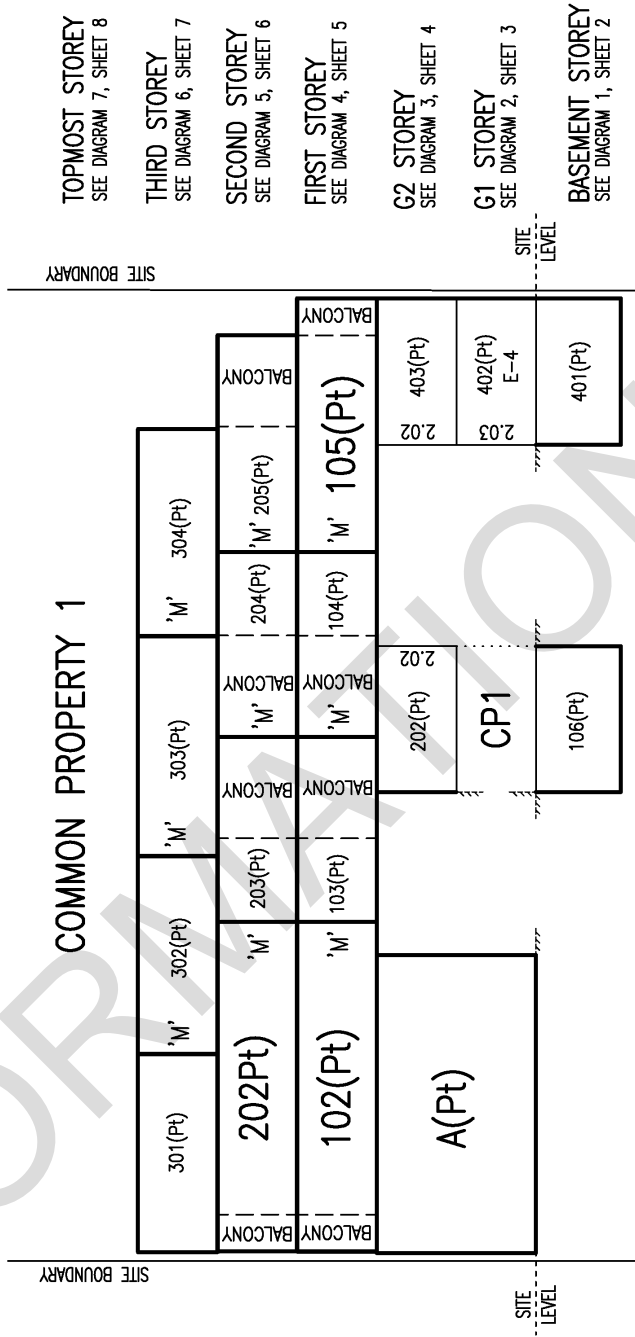 COMMON PROPERTY 1
SITE BOUNDARY
SITE BOUNDARY
TOPMOST STOREY
SEE DIAGRAM 7, SHEET 8
301(Pt)
'M'
302(Pt)
'M'
303(Pt)
'M'
304(Pt)
THIRD STOREY
SEE DIAGRAM 6, SHEET 7
BALCONY
202Pt)
'M'
203(Pt)
BALCONY
'M'
BALCONY
204(Pt)
'M'
205(Pt)
BALCONY
SECOND STOREY
SEE DIAGRAM 5, SHEET 6
BALCONY
102(Pt)
'M'
103(Pt)
BALCONY
'M'
BALCONY
104(Pt)
'M'
105(Pt)
BALCONY
FIRST STOREY
SEE DIAGRAM 4, SHEET 5
A(Pt)
202(Pt)
2.02
2.02
403(Pt)
G2 STOREY
SEE DIAGRAM 3, SHEET 4
CP1
2.03
402(Pt)
E-4
G1 STOREY
SEE DIAGRAM 2, SHEET 3
SITE
LEVEL
SITE
LEVEL
106(Pt)
401(Pt)
BASEMENT STOREY
SEE DIAGRAM 1, SHEET 2
ORMATION